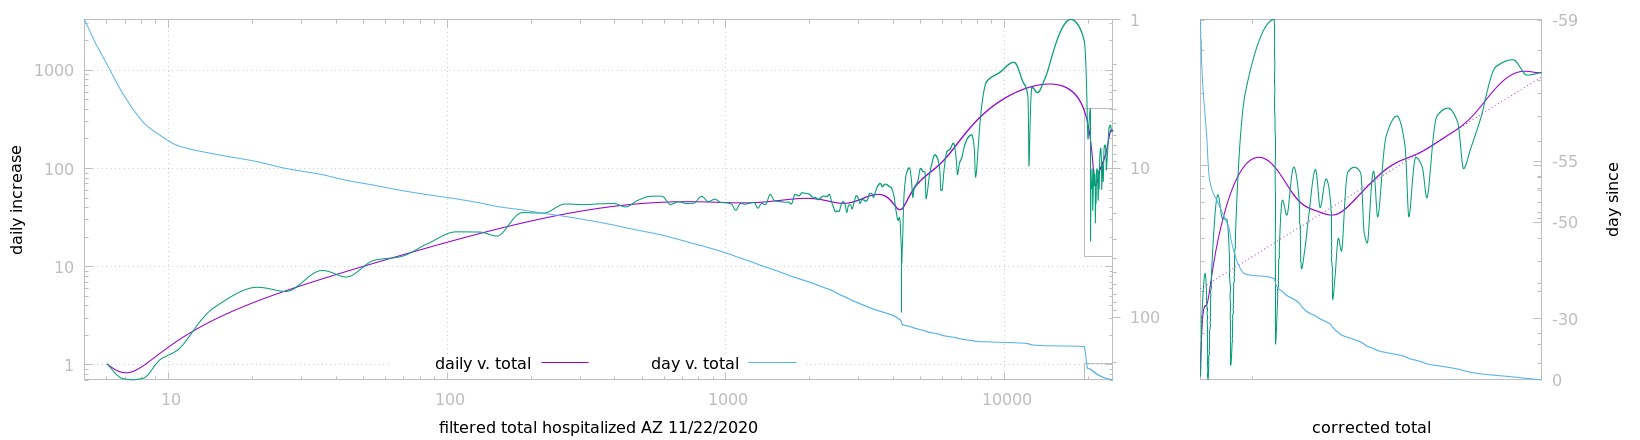 1 -59
1000
100 10 -55
daily increase
-50
day since
10
100 -30
1 daily v. total day v. total
0
10 100 1000 10000
filtered total hospitalized AZ 11/22/2020 corrected total